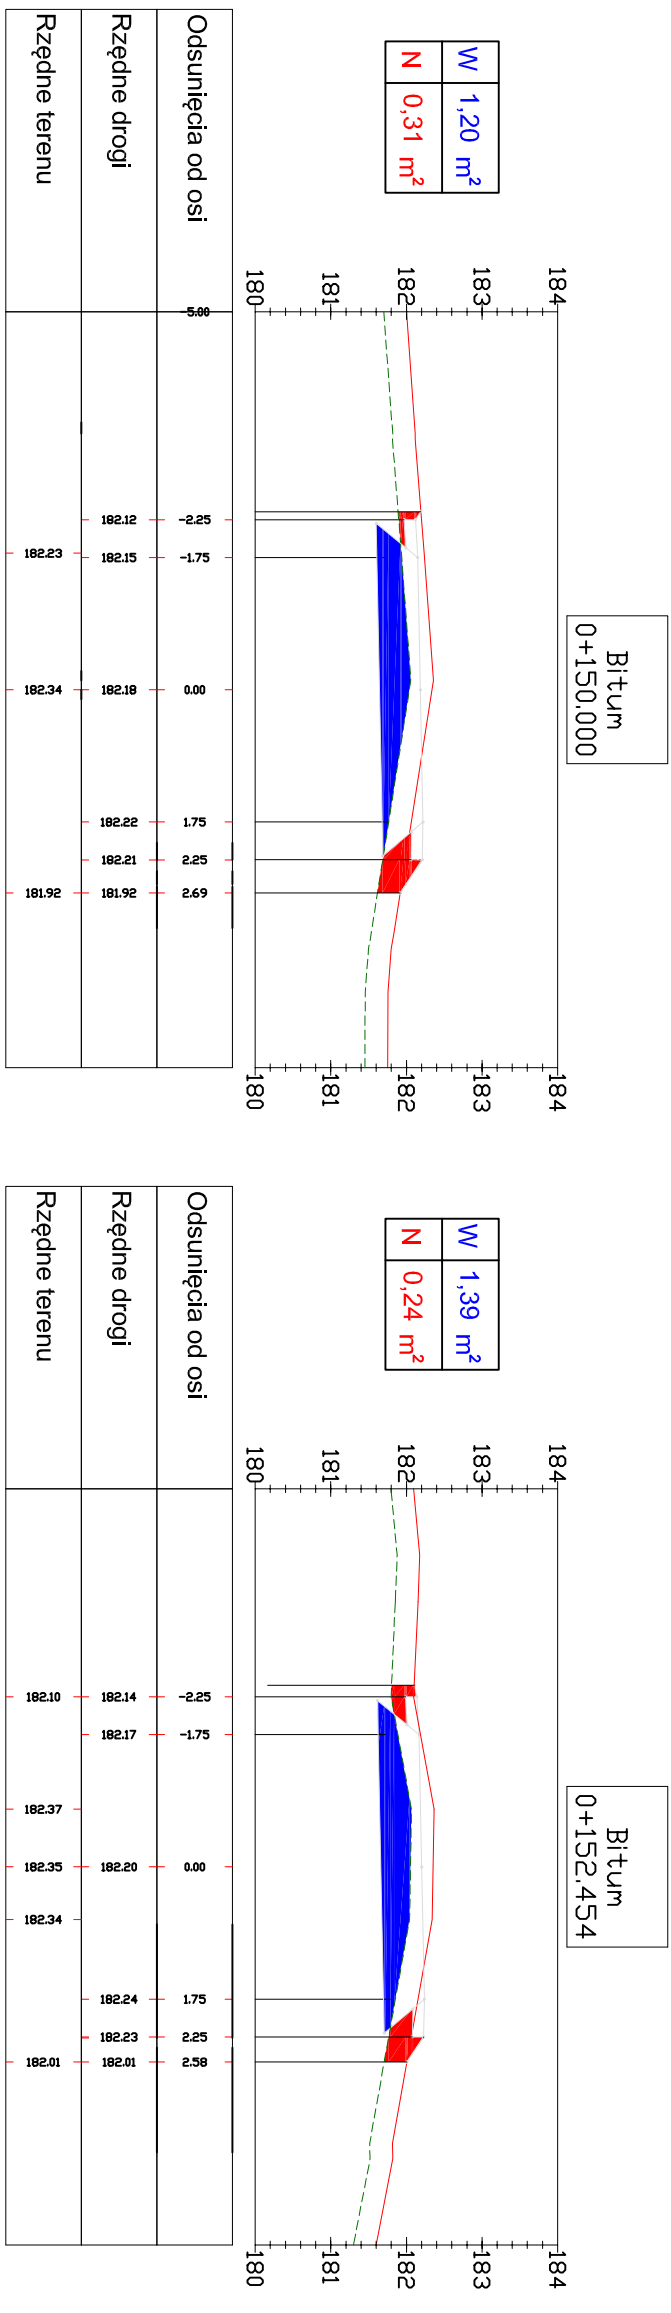 Bitum
0+150.000
W 1,20 m²
N 0,31 m²
184 184
183 183
182 182
181 181
180 180
Odsunięcia od osi -5.00 -2.25 -1.75 0.00 1.75 2.25 2.69
Rzędne drogi 182.12 182.15 182.18 182.22 182.21 181.92
Rzędne terenu 182.23 182.34 181.92
Bitum
0+152.454
W 1,39 m²
N 0,24 m²
184 184
183 183
182 182
181 181
180 180
Odsunięcia od osi -2.25 -1.75 0.00 1.75 2.25 2.58
Rzędne drogi 182.14 182.17 182.20 182.24 182.23 182.01
Rzędne terenu 182.10 182.37 182.35 182.34 182.01